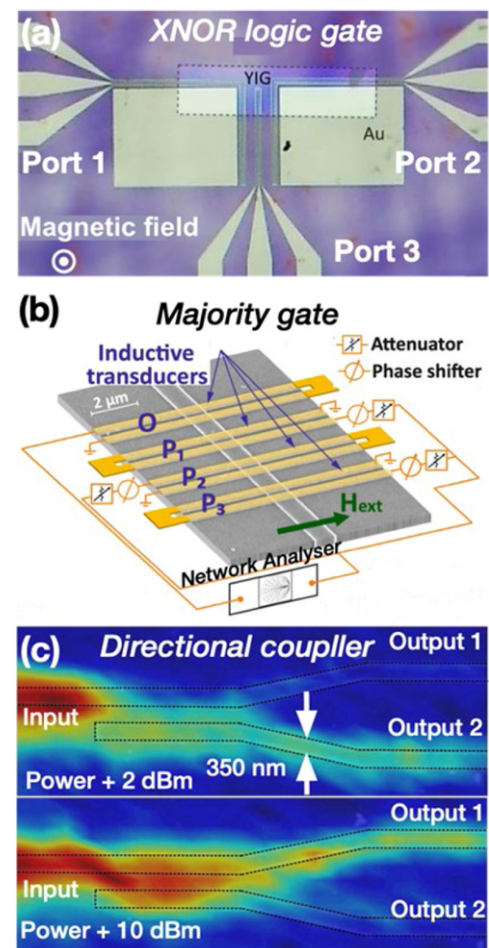 (a) XNOR logic gate
YIG
Au
Port 1
Port 2
Magnetic field
Port 3
(b)
Majority gate
Inductive
transducers
Attenuator
Phase shifter
2 μm
O
P1
P2
P3
Hext
Network Analyser
(c) Directional coupller
Output 1
Input
Output 2
350 nm
Power + 2 dBm
Output 1
Input
Output 2
Power + 10 dBm